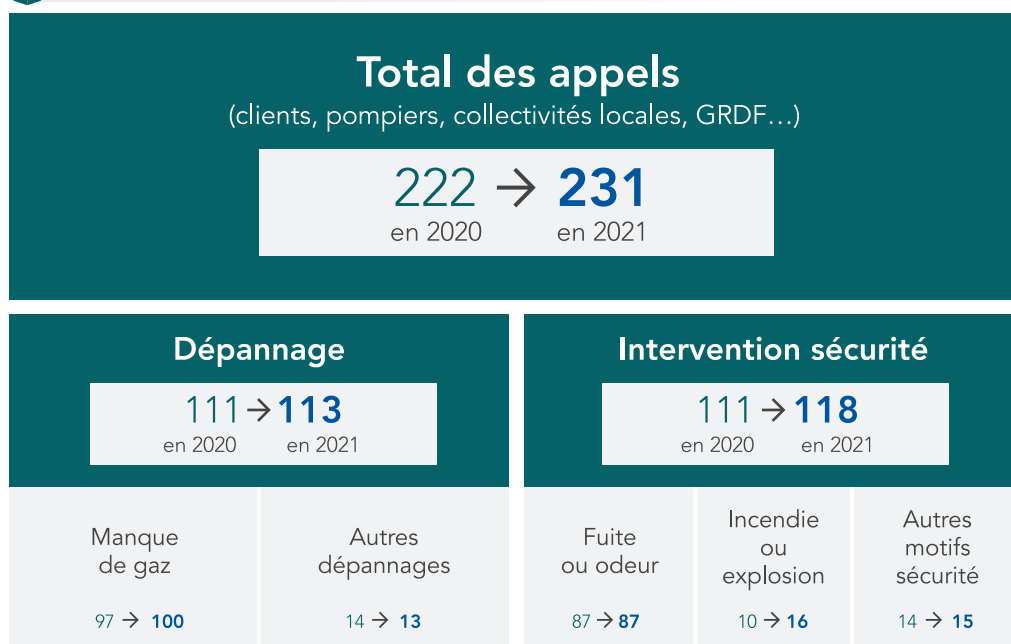 Total des appels
(clients, pompiers, collectivités locales, GRDF...)
222 → 231
en 2020 en 2021
Dépannage
111 → 113
en 2020 en 2021
Manque
de gaz
97 → 100
Autres
dépannages
14 → 13
Intervention sécurité
111 → 118
en 2020 en 2021
Fuite
ou odeur
87 → 87
Incendie
ou
explosion
10 → 16
Autres
motifs
sécurité
14 → 15